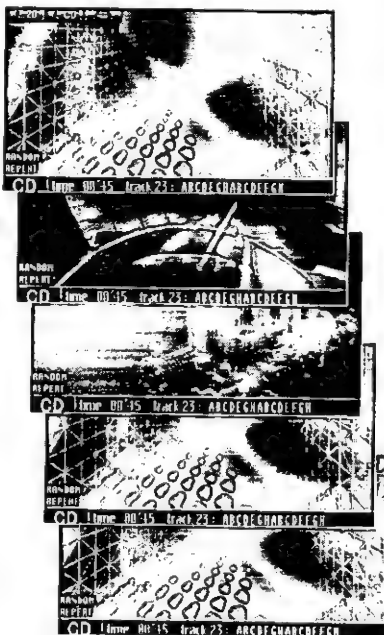 RANDOM
REPEAT
CD time 00'15 track 23: ABCDEGHABCDEEGH
RANDOM
REPEAT
CD time 00'15 track 23: ABCDEGHABCDEFGH
RANDOM
REPEAT
CD time 00'15 track 23: ABCDEGHABCDEFGH
RANDOM
REPEAT
CD time 00'15 track 23: ABCDEGHABCDEFGH
RANDOM
REPEAT
CD time 00'15 track 23: ABCDEGHABCDEFGH